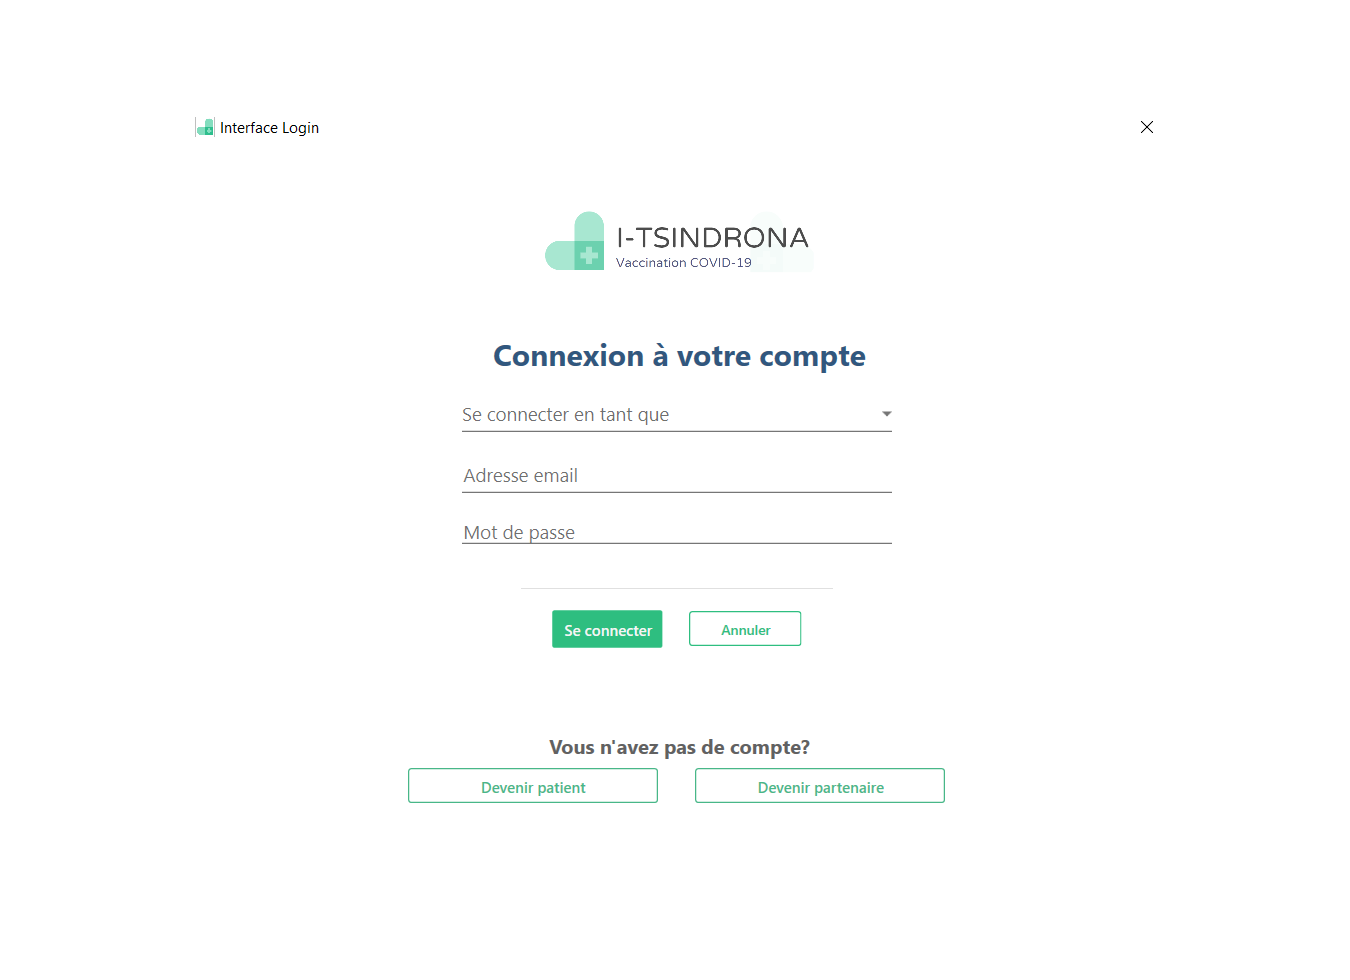 Interface Login
I-TSINDRONA
Vaccination COVID-19
Connexion à votre compte
Se connecter en tant que
Adresse email
Mot de passe
Se connecter
Annuler
Vous n'avez pas de compte?
Devenir patient
Devenir partenaire